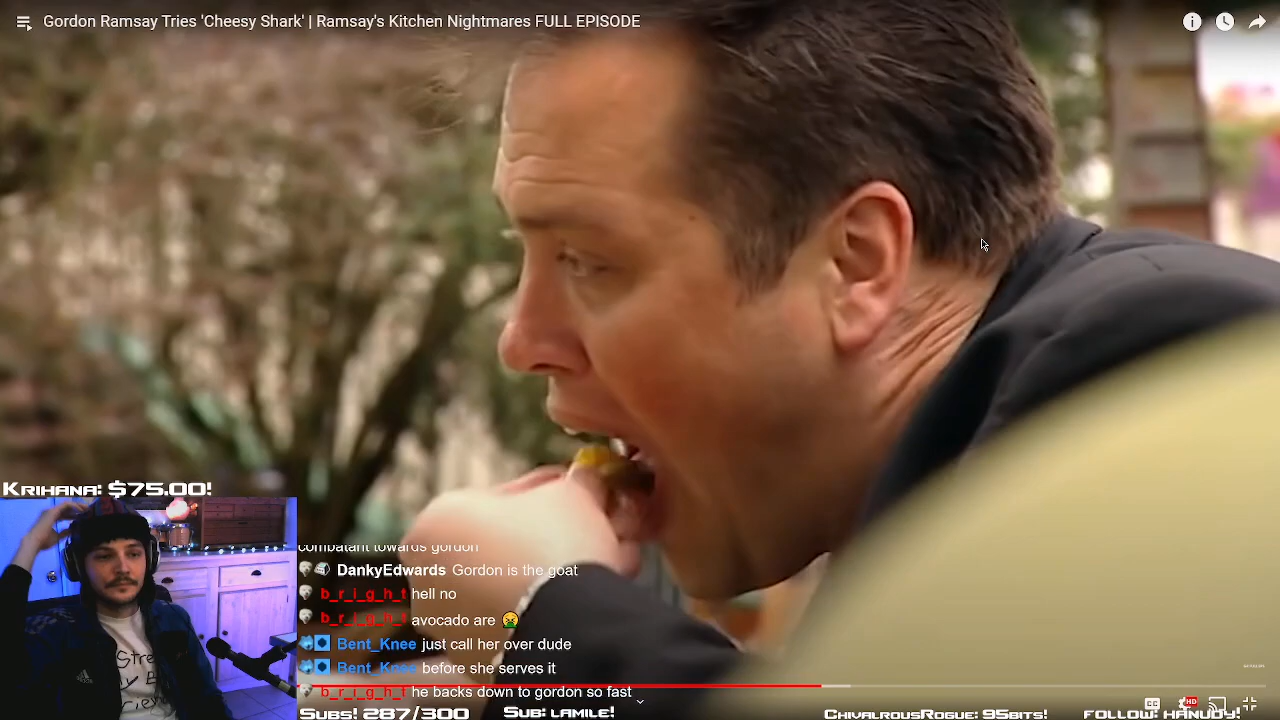 Gordon Ramsay Tries 'Cheesy Shark' | Ramsay's Kitchen Nightmares FULL EPISODE
Krihana: $75.00!
combatant towards gordon
DankyEdwards Gordon is the goat
b_r_i_g_h_t hell no
b_r_i_g_h_t avocado are 🤮
Bent_Knee just call her over dude
Bent_Knee before she serves it
b_r_i_g_h_t he backs down to gordon so fast
HD
Subs! 287/300
Sub: lamile!
ChivalrousRogue: 95bits!